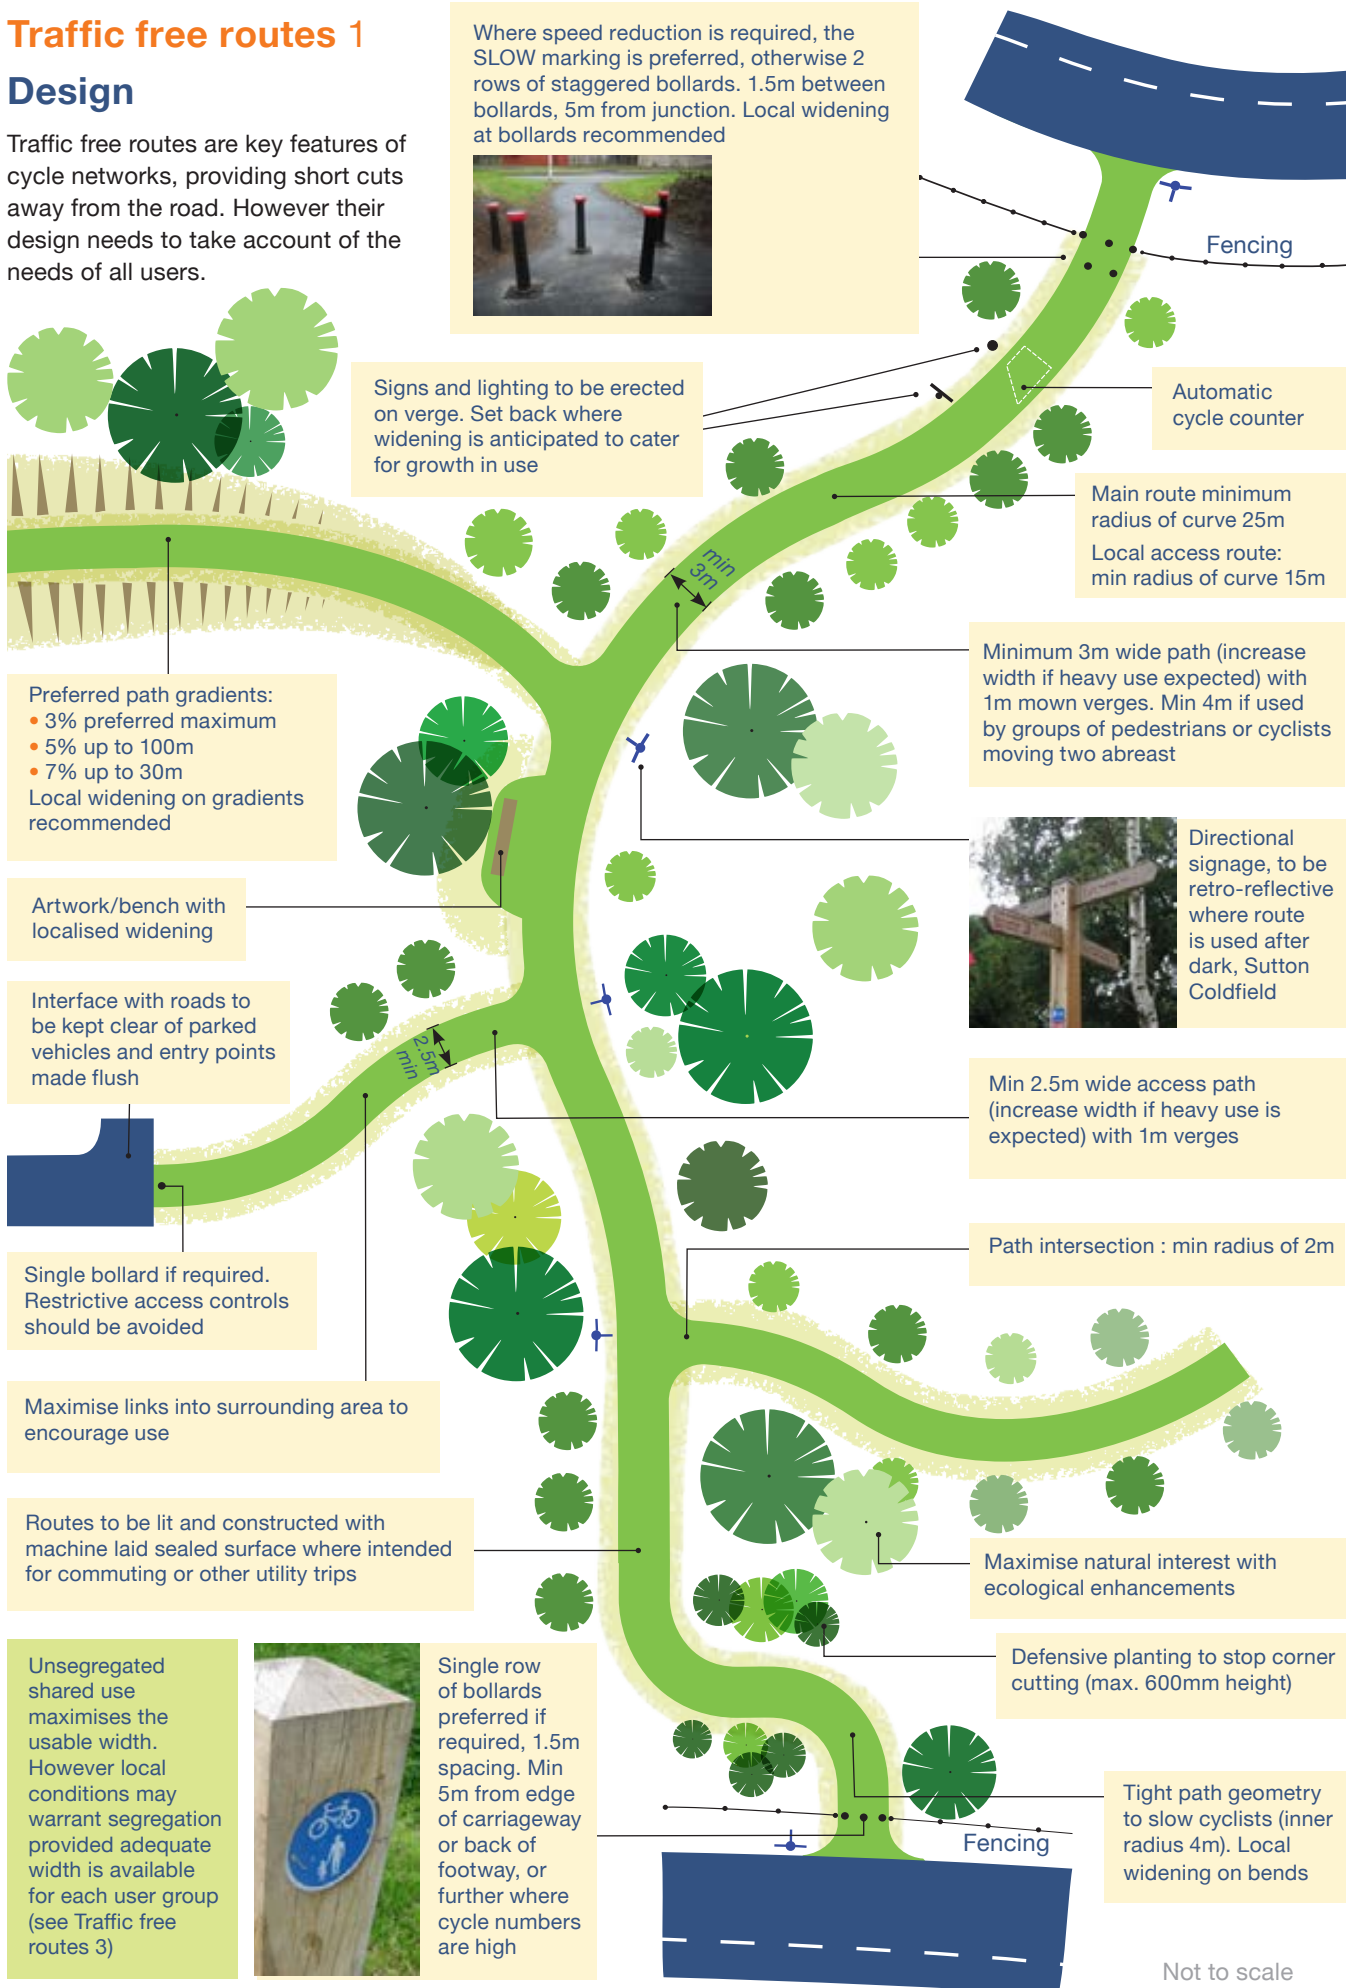 Traffic free routes 1
Design
Traffic free routes are key features of
cycle networks, providing short cuts
away from the road. However their
design needs to take account of the
needs of all users.
Where speed reduction is required, the
SLOW marking is preferred, otherwise 2
rows of staggered bollards. 1.5m between
bollards, 5m from junction. Local widening
at bollards recommended
Fencing
Signs and lighting to be erected
on verge. Set back where
widening is anticipated to cater
for growth in use
Automatic
cycle counter
Main route minimum
radius of curve 25m
Local access route:
min radius of curve 15m
min
3m
Minimum 3m wide path (increase
width if heavy use expected) with
1m mown verges. Min 4m if used
by groups of pedestrians or cyclists
moving two abreast
Preferred path gradients:
• 3% preferred maximum
• 5% up to 100m
• 7% up to 30m
Local widening on gradients
recommended
Directional
signage, to be
retro-reflective
where route
is used after
dark, Sutton
Coldfield
Artwork/bench with
localised widening
Interface with roads to
be kept clear of parked
vehicles and entry points
made flush
2.5m
min
Min 2.5m wide access path
(increase width if heavy use is
expected) with 1m verges
Path intersection : min radius of 2m
Single bollard if required.
Restrictive access controls
should be avoided
Maximise links into surrounding area to
encourage use
Routes to be lit and constructed with
machine laid sealed surface where intended
for commuting or other utility trips
Maximise natural interest with
ecological enhancements
Defensive planting to stop corner
cutting (max. 600mm height)
Unsegregated
shared use
maximises the
usable width.
However local
conditions may
warrant segregation
provided adequate
width is available
for each user group
(see Traffic free
routes 3)
Single row
of bollards
preferred if
required, 1.5m
spacing. Min
5m from edge
of carriageway
or back of
footway, or
further where
cycle numbers
are high
Tight path geometry
to slow cyclists (inner
radius 4m). Local
widening on bends
Fencing
Not to scale